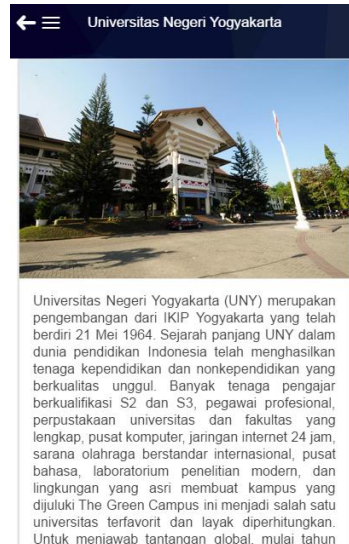 Universitas Negeri Yogyakarta
Universitas Negeri Yogyakarta (UNY) merupakan
pengembangan dari IKIP Yogyakarta yang telah
berdiri 21 Mei 1964. Sejarah panjang UNY dalam
dunia pendidikan Indonesia telah menghasilkan
tenaga kependidikan dan nonkependidikan yang
berkualitas unggul. Banyak tenaga pengajar
berkualifikasi S2 dan S3, pegawai profesional,
perpustakaan universitas dan fakultas yang
lengkap, pusat komputer, jaringan internet 24 jam,
sarana olahraga berstandar internasional, pusat
bahasa, laboratorium penelitian modern, dan
lingkungan yang asri membuat kampus yang
dijuluki The Green Campus ini menjadi salah satu
universitas terfavorit dan layak diperhitungkan.
Untuk menjawab tantangan global, mulai tahun